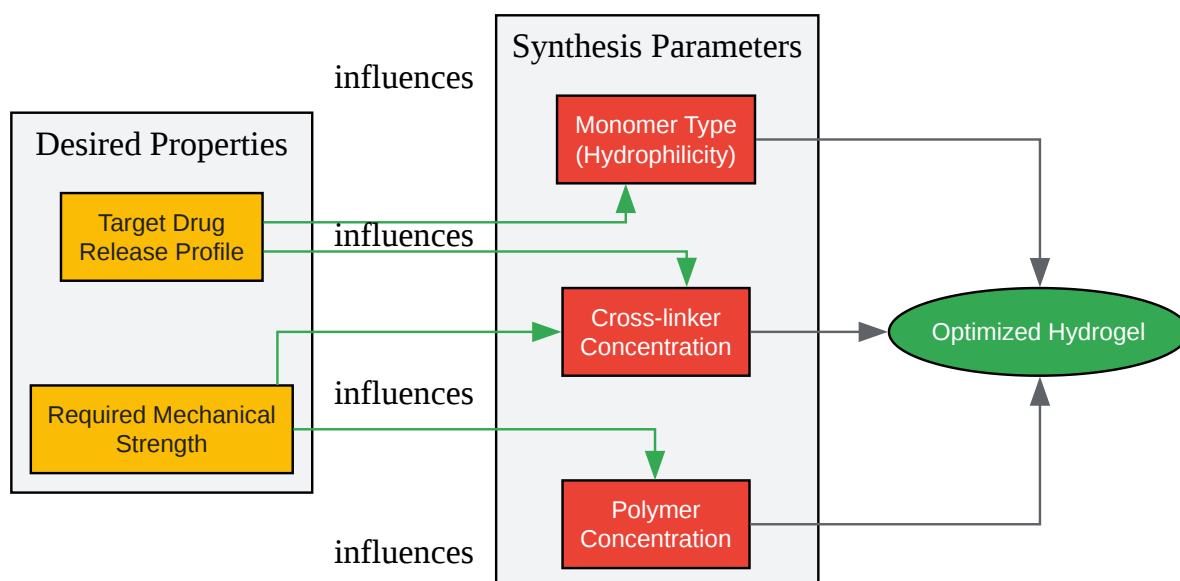 Desired Properties
Target Drug
Release Profile
Required Mechanical
Strength
influences
influences
influences
influences
Synthesis Parameters
Monomer Type
(Hydrophilicity)
Cross-linker
Concentration
Polymer
Concentration
Optimized Hydrogel